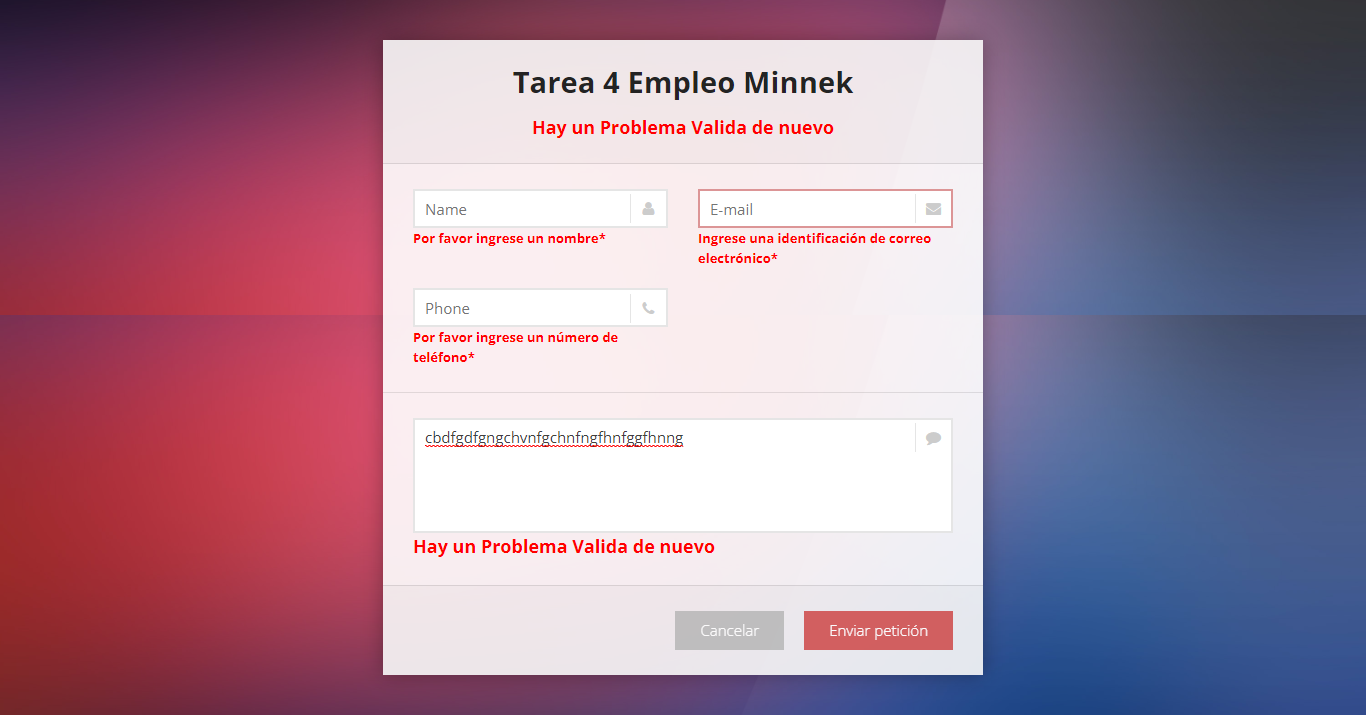 Tarea 4 Empleo Minnek
Hay un Problema Valida de nuevo
Name
E-mail
Por favor ingrese un nombre*
Ingrese una identificación de correo
electrónico*
Phone
Por favor ingrese un número de
teléfono*
cbdfgdfgngchvnfgchnfngfhnfggfhnng
Hay un Problema Valida de nuevo
Cancelar
Enviar petición